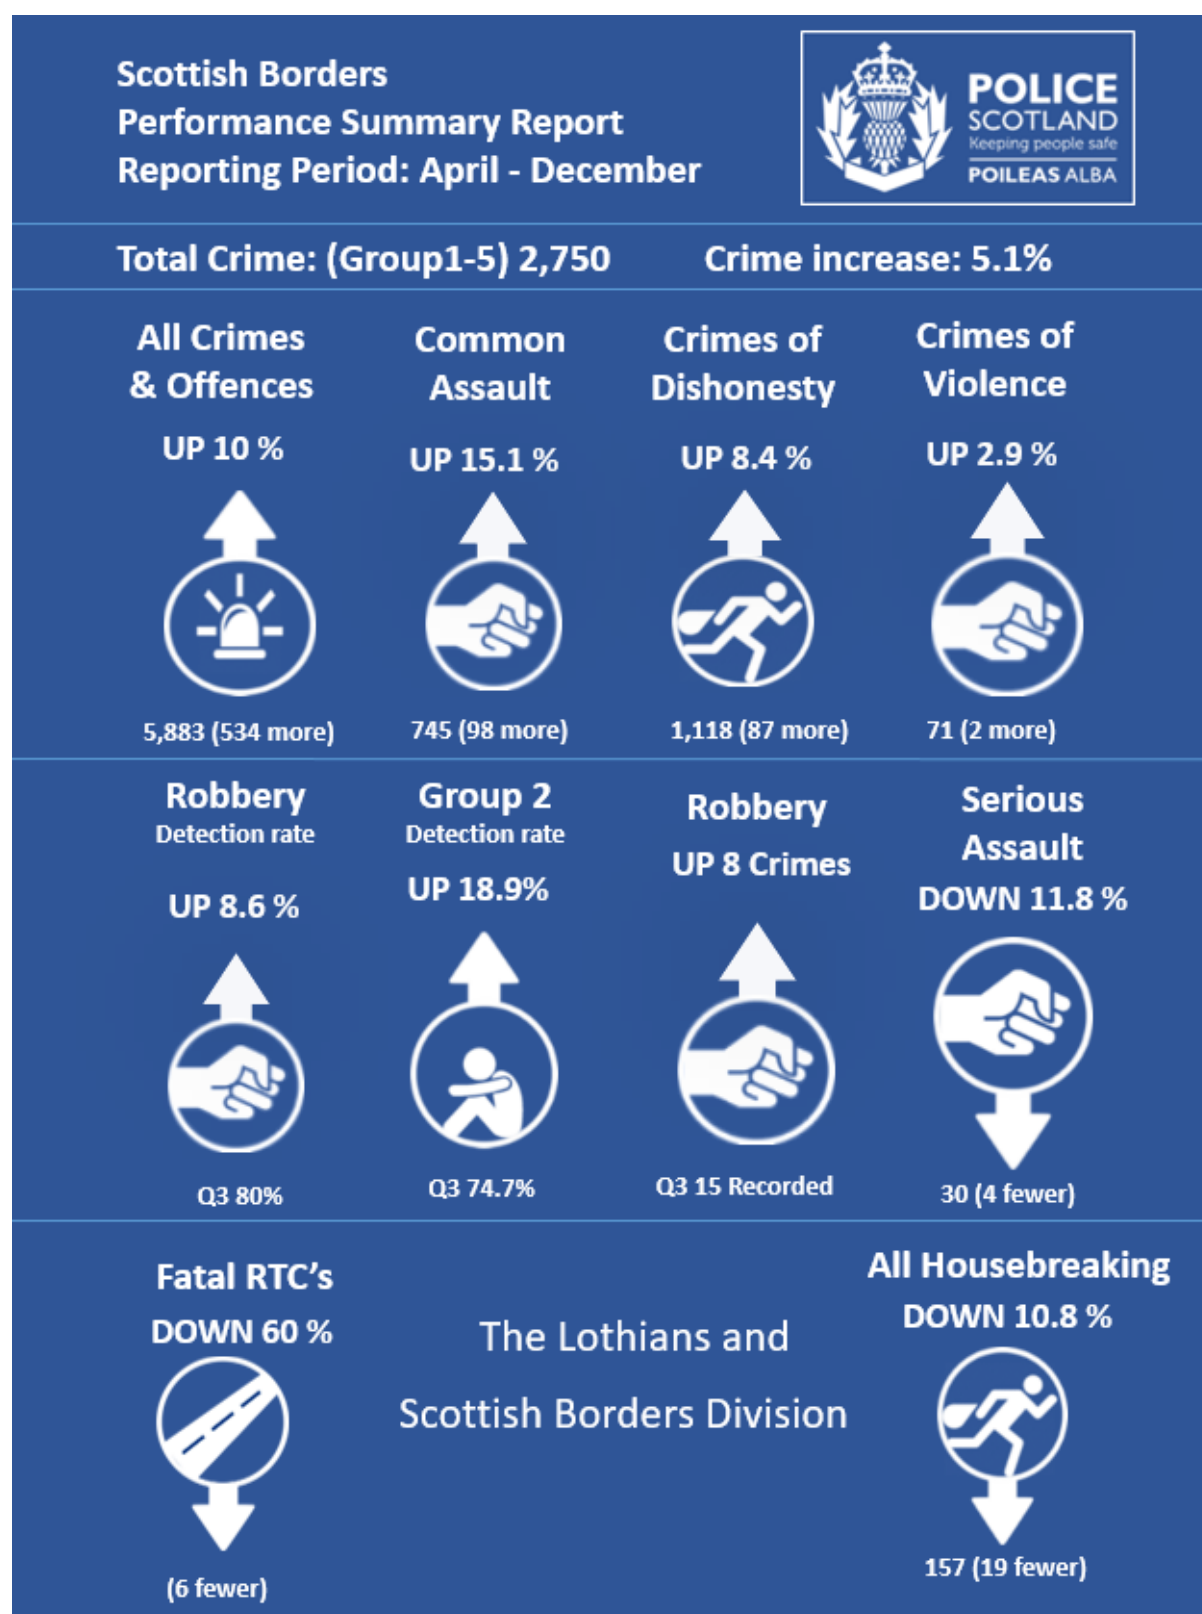 Scottish Borders
Performance Summary Report
Reporting Period: April - December
POLICE
SCOTLAND
Keeping people safe
POILEAS ALBA
Total Crime: (Group1-5) 2,750
Crime increase: 5.1%
All Crimes
& Offences
UP 10 %
5,883 (534 more)
Common
Assault
UP 15.1 %
745 (98 more)
Crimes of
Dishonesty
UP 8.4 %
1,118 (87 more)
Crimes of
Violence
UP 2.9 %
71 (2 more)
Robbery
Detection rate
UP 8.6 %
Q3 80%
Group 2
Detection rate
UP 18.9%
Q3 74.7%
Robbery
UP 8 Crimes
Q3 15 Recorded
Serious
Assault
DOWN 11.8 %
30 (4 fewer)
Fatal RTC's
DOWN 60 %
(6 fewer)
The Lothians and
Scottish Borders Division
All Housebreaking
DOWN 10.8 %
157 (19 fewer)